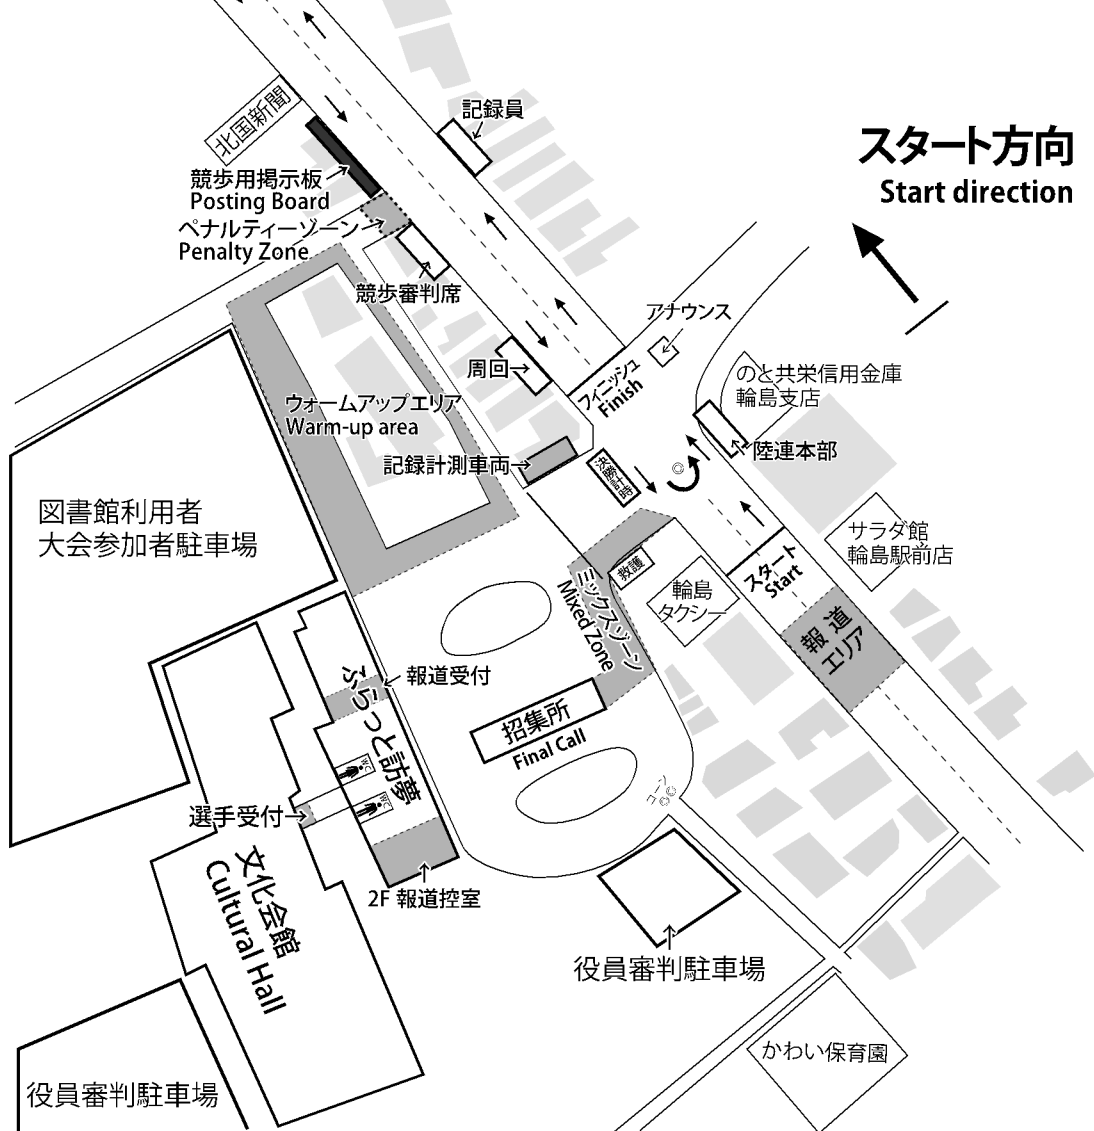 北国新聞
記録員
スタート方向
Start direction
競歩用掲示板
Posting Board
ペナルティーゾーン
Penalty Zone
競歩審判席
アナウンス
周回
フィニッシュ
Finish
のと共栄信用金庫
輪島支店
ウォームアップエリア
Warm-up area
記録計測車両
決勝計時
陸連本部
図書館利用者
大会参加者駐車場
サラダ館
輪島駅前店
スタート
Start
救護
輪島
タクシー
ミックスゾーン
Mixed Zone
報道
エリア
報道受付
ぷらっと訪夢
招集所
Final Call
WC
WC
コーン
選手受付
文化会館
Cultural Hall
2F 報道控室
役員審判駐車場
かわい保育園
役員審判駐車場